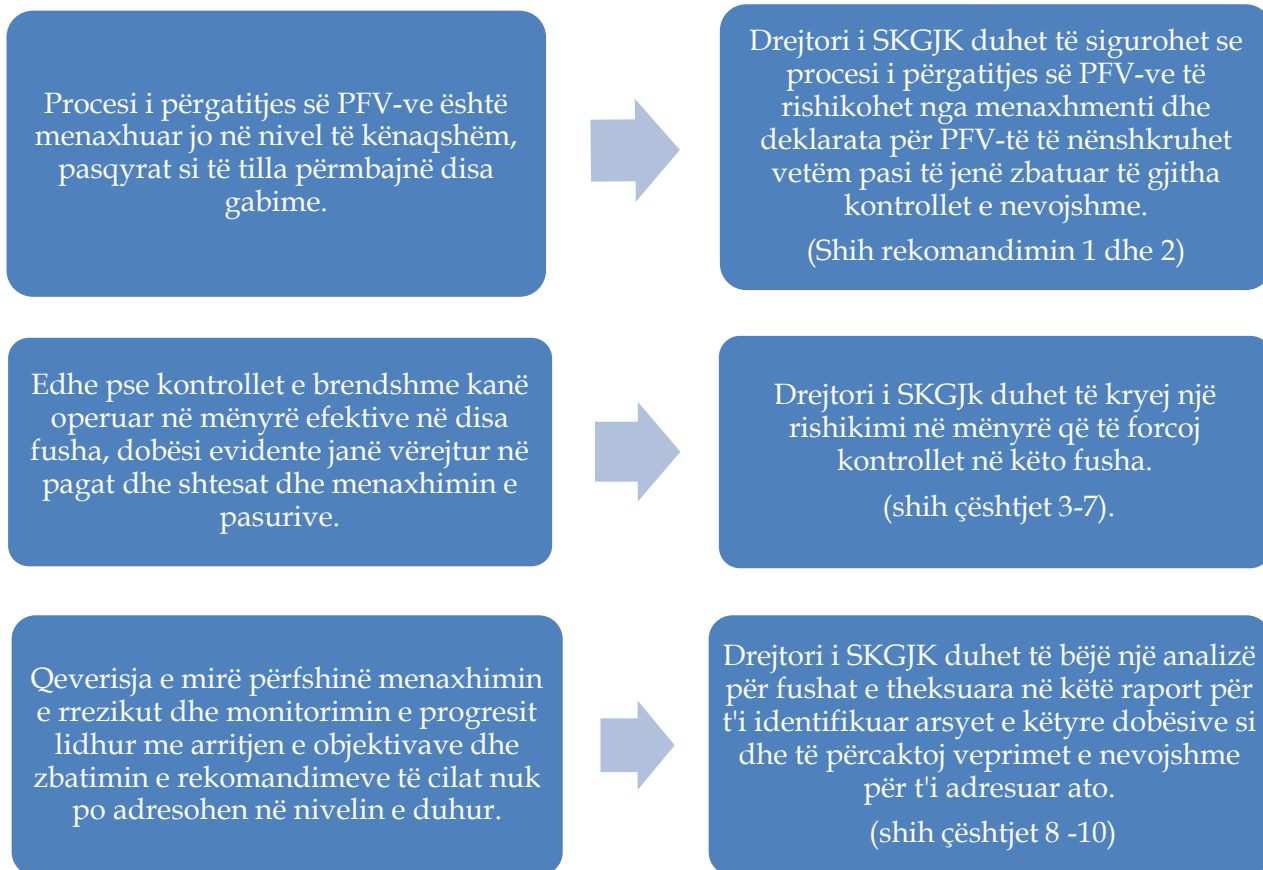 Procesi i përgatitjes së PFV-ve është
menaxhuar jo në nivel të kënaqshëm,
pasqyrat si të tilla përmbajnë disa
gabime.
Drejtori i SKGJK duhet të sigurohet se
procesi i përgatitjes së PFV-ve të
rishikohet nga menaxhmenti dhe
deklarata për PFV-të të nënshkruhet
vetëm pasi të jenë zbatuar të gjitha
kontrollet e nevojshme.
(Shih rekomandimin 1 dhe 2)
Edhe pse kontrollet e brendshme kanë
operuar në mënyrë efektive në disa
fusha, dobësi evidente janë vërejtur në
pagat dhe shtesat dhe menaxhimin e
pasurive.
Drejtori i SKGJk duhet të kryej një
rishikimi në mënyrë që të forcoj
kontrollet në këto fusha.
(shih çështjet 3-7).
Qeverisja e mirë përfshinë menaxhimin
e rrezikut dhe monitorimin e progresit
lidhur me arritjen e objektivave dhe
zbatimin e rekomandimeve të cilat nuk
po adresohen në nivelin e duhur.
Drejtori i SKGJK duhet të bëjë një analizë
për fushat e theksuara në këtë raport për
t'i identifikuar arsyet e këtyre dobësive si
dhe të përcaktoj veprimet e nevojshme
për t'i adresuar ato.
(shih çështjet 8 -10)